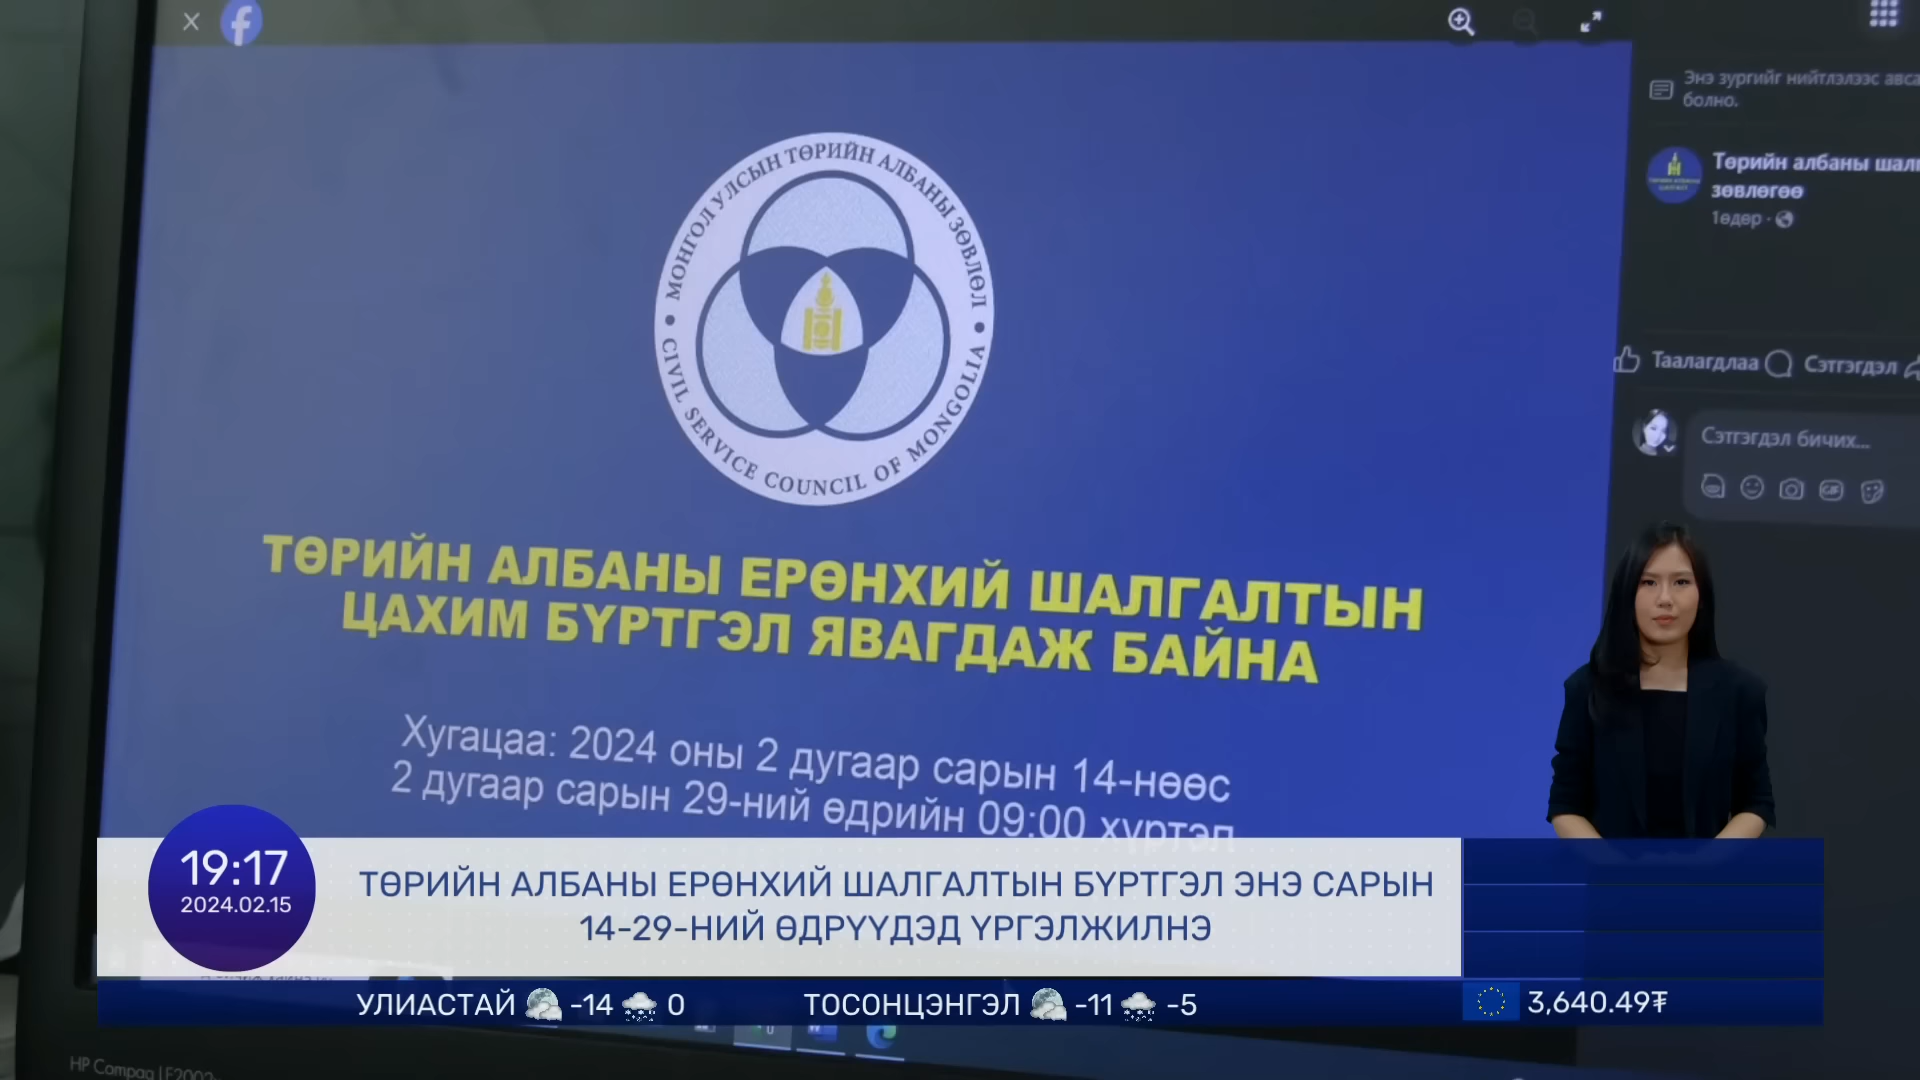 Энэ зургийг нийтлэлээс
болно.
Төрийн албаны
зөвлөгөө
1өдөр
МОНГОЛ УЛСЫН ТӨРИЙН АЛБАНЫ ЗӨВЛӨЛ
CIVIL SERVICE COUNCIL OF MONGOLIA
Таалагдлаа Сэтгэгдэл
Сэтгэгдэл бичих...
GIF
ТӨРИЙН АЛБАНЫ ЕРӨНХИЙ ШАЛГАЛТЫН
ЦАХИМ БҮРТГЭЛ ЯВАГДАЖ БАЙНА
Хугацаа: 2024 оны 2 дугаар сарын 14-нөөс
2 дугаар сарын 29-ний өдрийн 09:00 хүртэл
19:17
2024.02.15
ТӨРИЙН АЛБАНЫ ЕРӨНХИЙ ШАЛГАЛТЫН БҮРТГЭЛ ЭНЭ САРЫН
14-29-НИЙ ӨДРҮҮДЭД ҮРГЭЛЖИЛНЭ
УЛИАСТАЙ -14 0 ТОСОНЦЭНГЭЛ -11 -5 3,640.49₮
HP Compaq